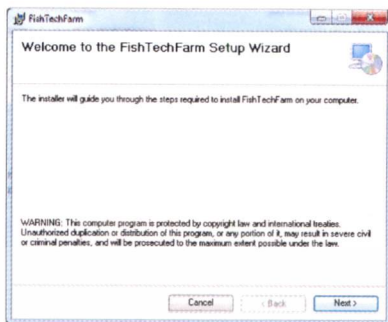 FishTechFarm
Welcome to the FishTechFarm Setup Wizard
The installer will guide you through the steps required to install FishTechFarm on your computer.
WARNING: This computer program is protected by copyright law and international treaties.
Unauthorized duplication or distribution of this program, or any portion of it, may result in severe civil
or criminal penalties, and will be prosecuted to the maximum extent possible under the law.
Cancel
< Back
Next >